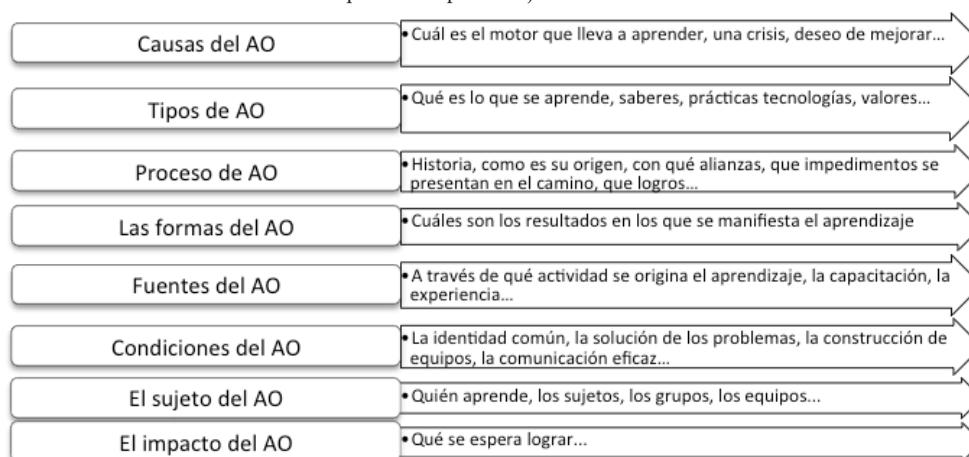 Causas del AO
• Cuál es el motor que lleva a aprender, una crisis, deseo de mejorar...
Tipos de AO
• Qué es lo que se aprende, saberes, prácticas tecnologías, valores...
Proceso de AO
• Historia, como es su origen, con qué alianzas, que impedimentos se
presentan en el camino, que logros...
Las formas del AO
• Cuáles son los resultados en los que se manifiesta el aprendizaje
Fuentes del AO
• A través de qué actividad se origina el aprendizaje, la capacitación, la
experiencia...
Condiciones del AO
• La identidad común, la solución de los problemas, la construcción de
equipos, la comunicación eficaz...
El sujeto del AO
• Quién aprende, los sujetos, los grupos, los equipos...
El impacto del AO
• Qué se espera lograr...